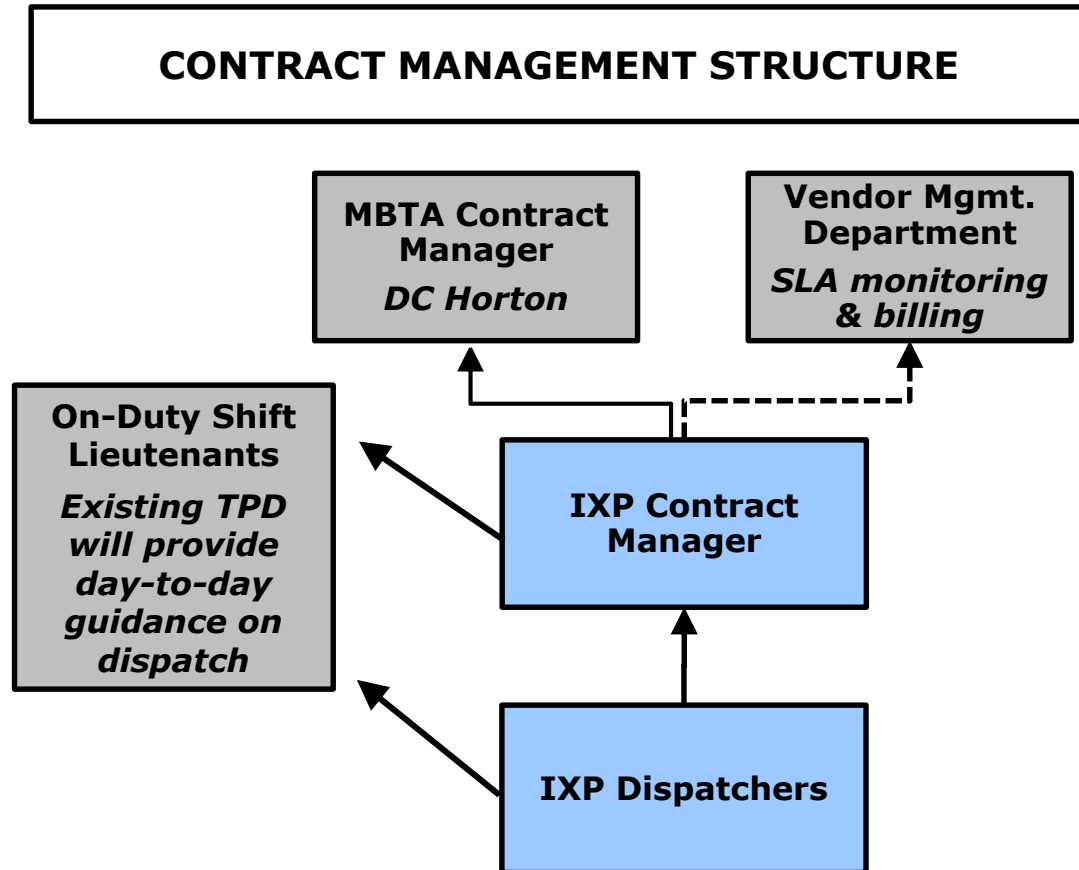 CONTRACT MANAGEMENT STRUCTURE
MBTA Contract
Manager
DC Horton
Vendor Mgmt.
Department
SLA monitoring
& billing
On-Duty Shift
Lieutenants
Existing TPD
will provide
day-to-day
guidance on
dispatch
IXP Contract
Manager
IXP Dispatchers